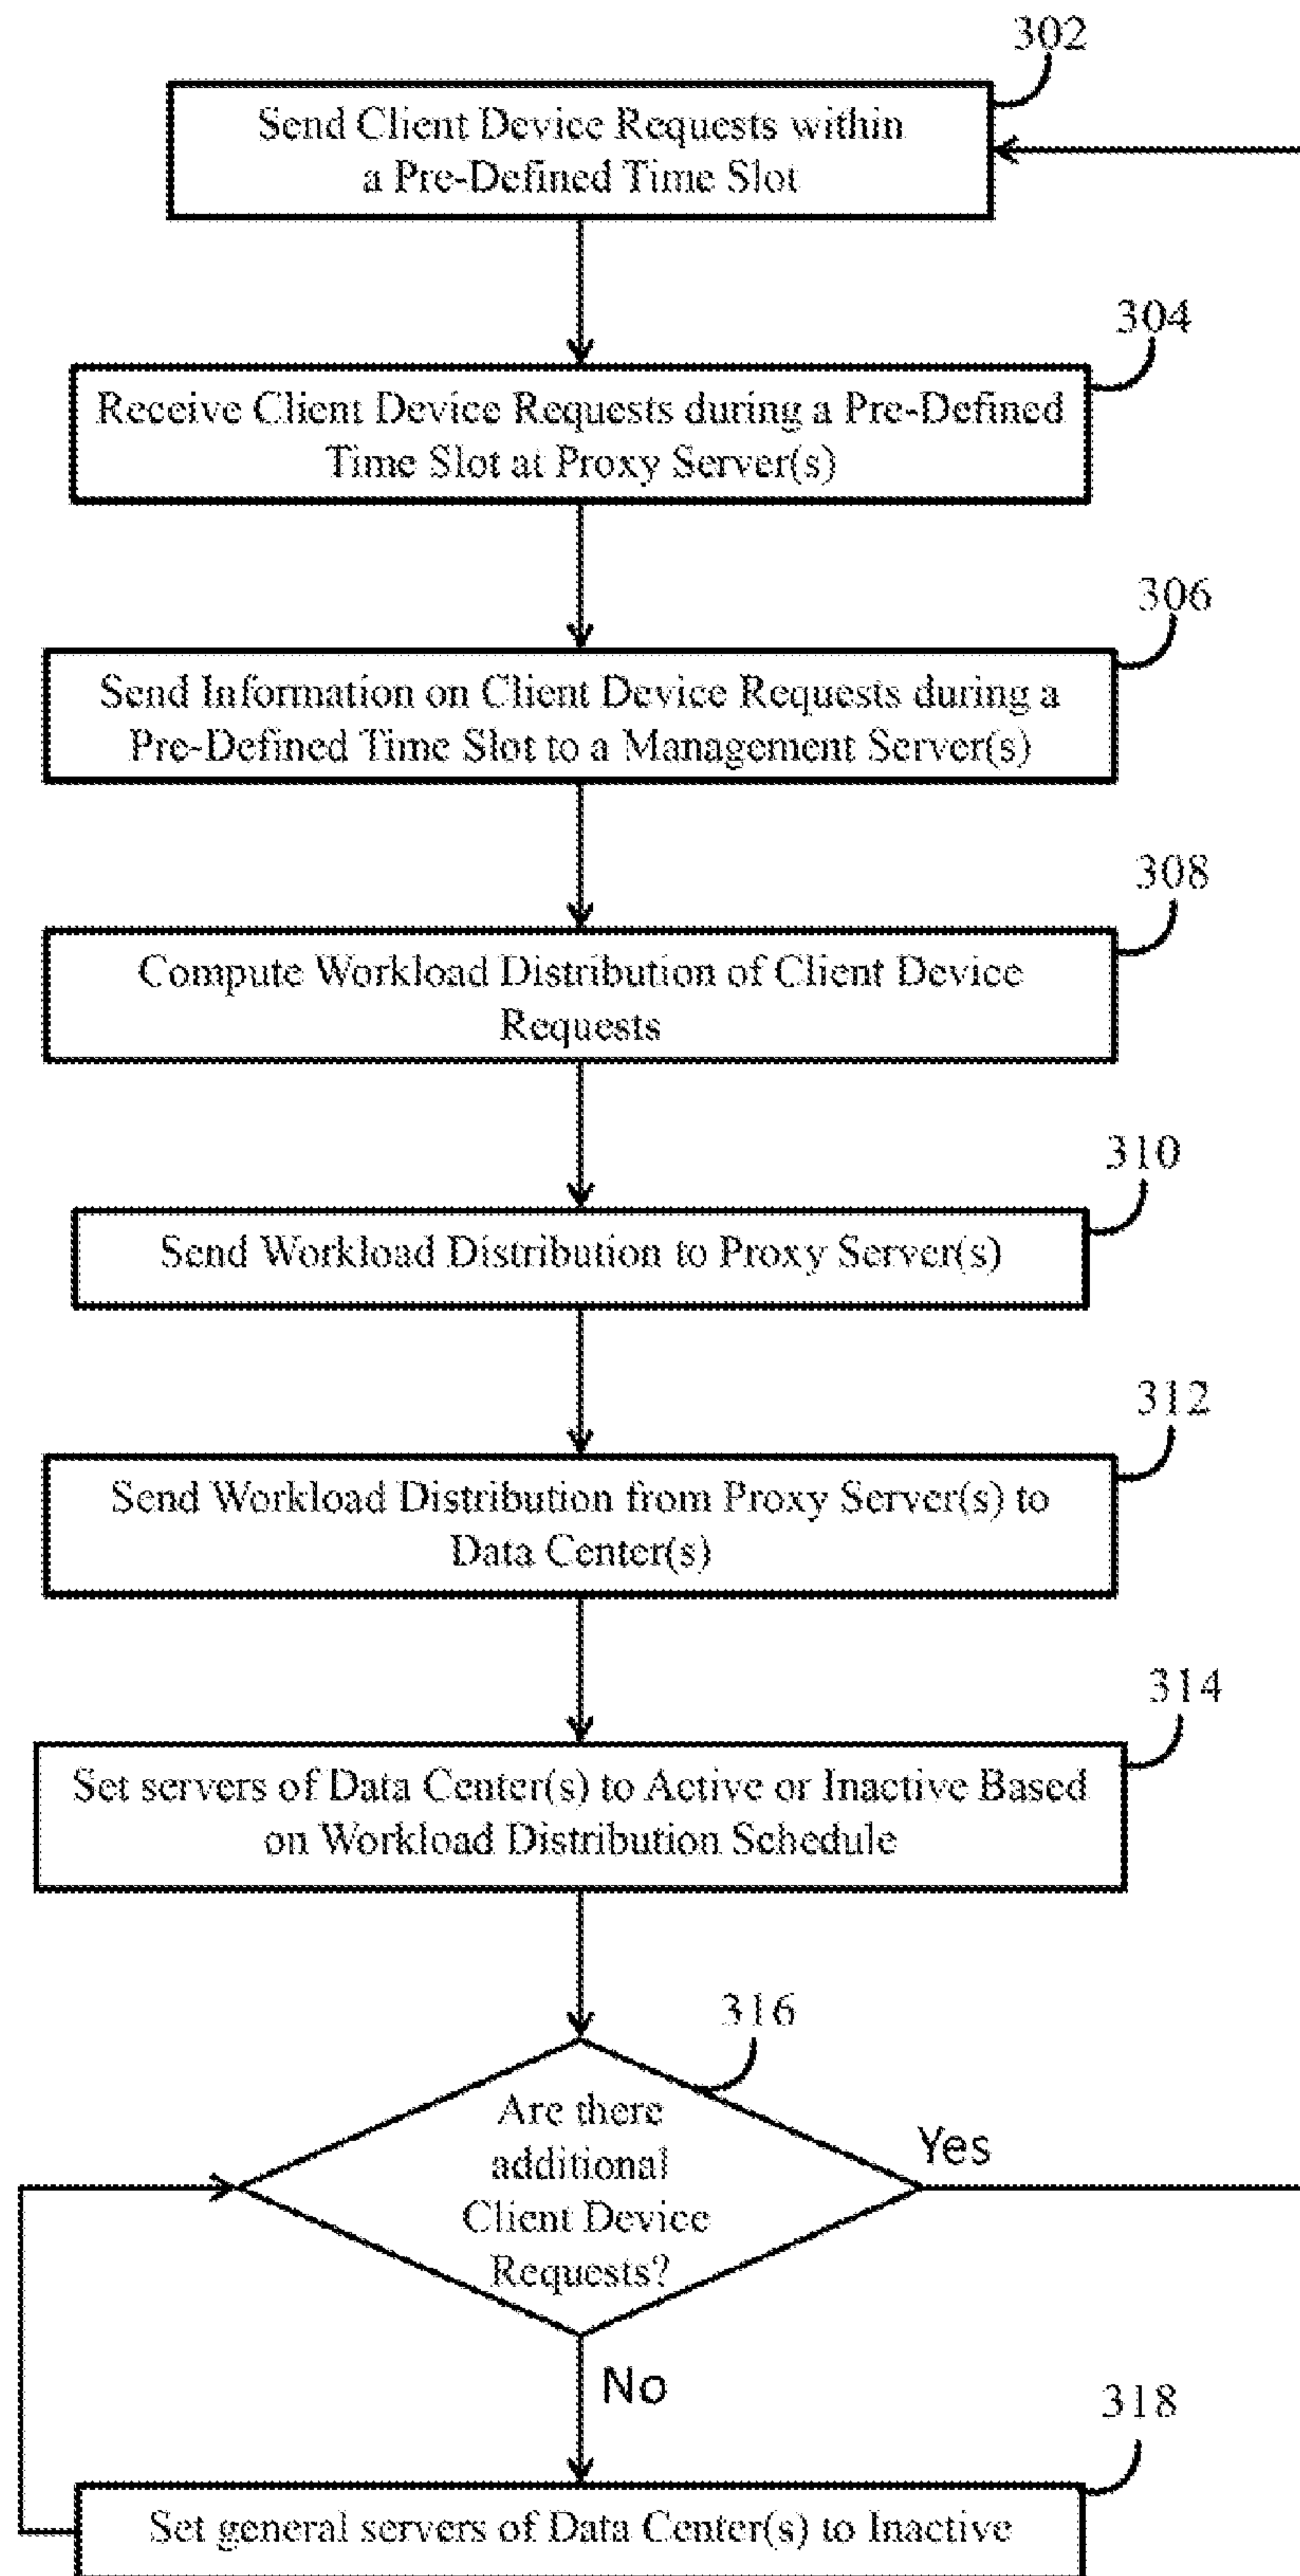 302
Send Client Device Requests within
a Pre-Defined Time Slot
304
Receive Client Device Requests during a Pre-Defined
Time Slot at Proxy Server(s)
306
Send Information on Client Device Requests during a
Pre-Defined Time Slot to a Management Server(s)
308
Compute Workload Distribution of Client Device
Requests
310
Send Workload Distribution to Proxy Server(s)
312
Send Workload Distribution from Proxy Server(s) to
Data Center(s)
314
Set servers of Data Center(s) to Active or Inactive Based
on Workload Distribution Schedule
316
Are there
additional
Client Device
Requests?
Yes
No
318
Set general servers of Data Center(s) to Inactive